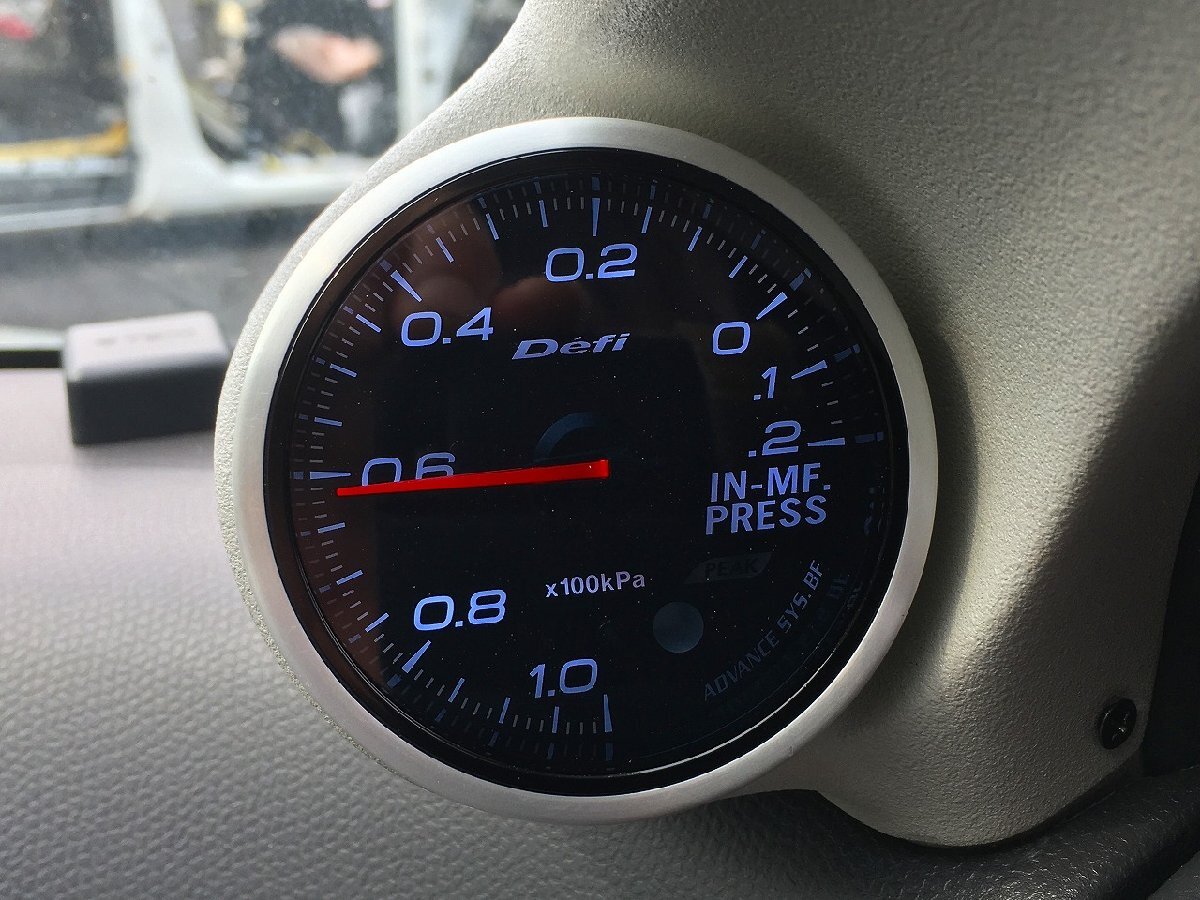 0.2
0.4
Defi
0
.1
0.6
.2
IN-MF.
PRESS
PEAK
x100kPa
0.8
ADVANCE SYS. BF
1.0